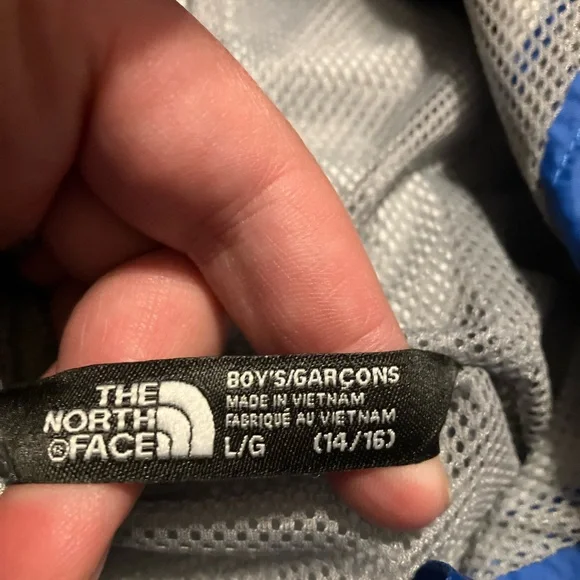 THE
NORTH
®FACE
BOY'S/GARÇONS
MADE IN VIETNAM
FABRIQUÉ AU VIETNAM
L/G (14/16)